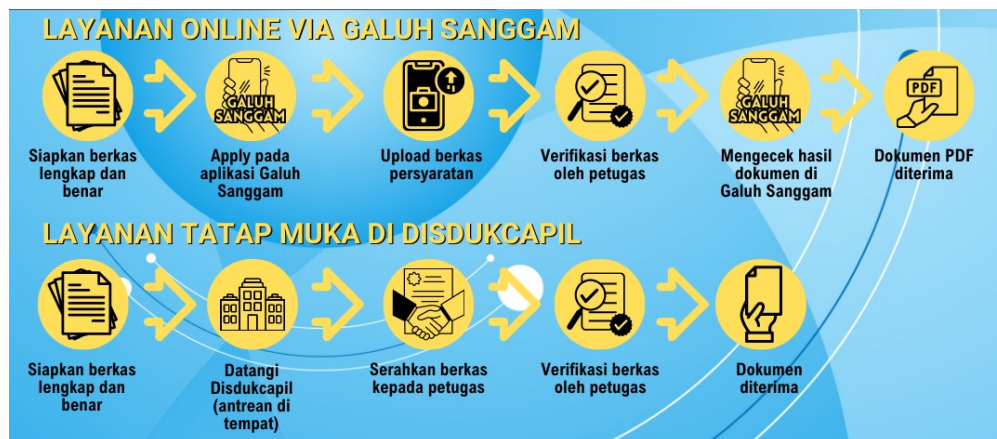 LAYANAN ONLINE VIA GALUH SANGGAM
GALUH
SANGGAM
GALUH
SANGGAM
PDF
Siapkan berkas
lengkap dan
benar
Apply pada
aplikasi Galuh
Sanggam
Upload berkas
persyaratan
Verifikasi berkas
oleh petugas
Mengecek hasil
dokumen di
Galuh Sanggam
Dokumen PDF
diterima
LAYANAN TATAP MUKA DI DISDUKCAPIL
Siapkan berkas
lengkap dan
benar
Datangi
Disdukcapil
(antrean di
tempat)
Serahkan berkas
kepada petugas
Verifikasi berkas
oleh petugas
Dokumen
diterima